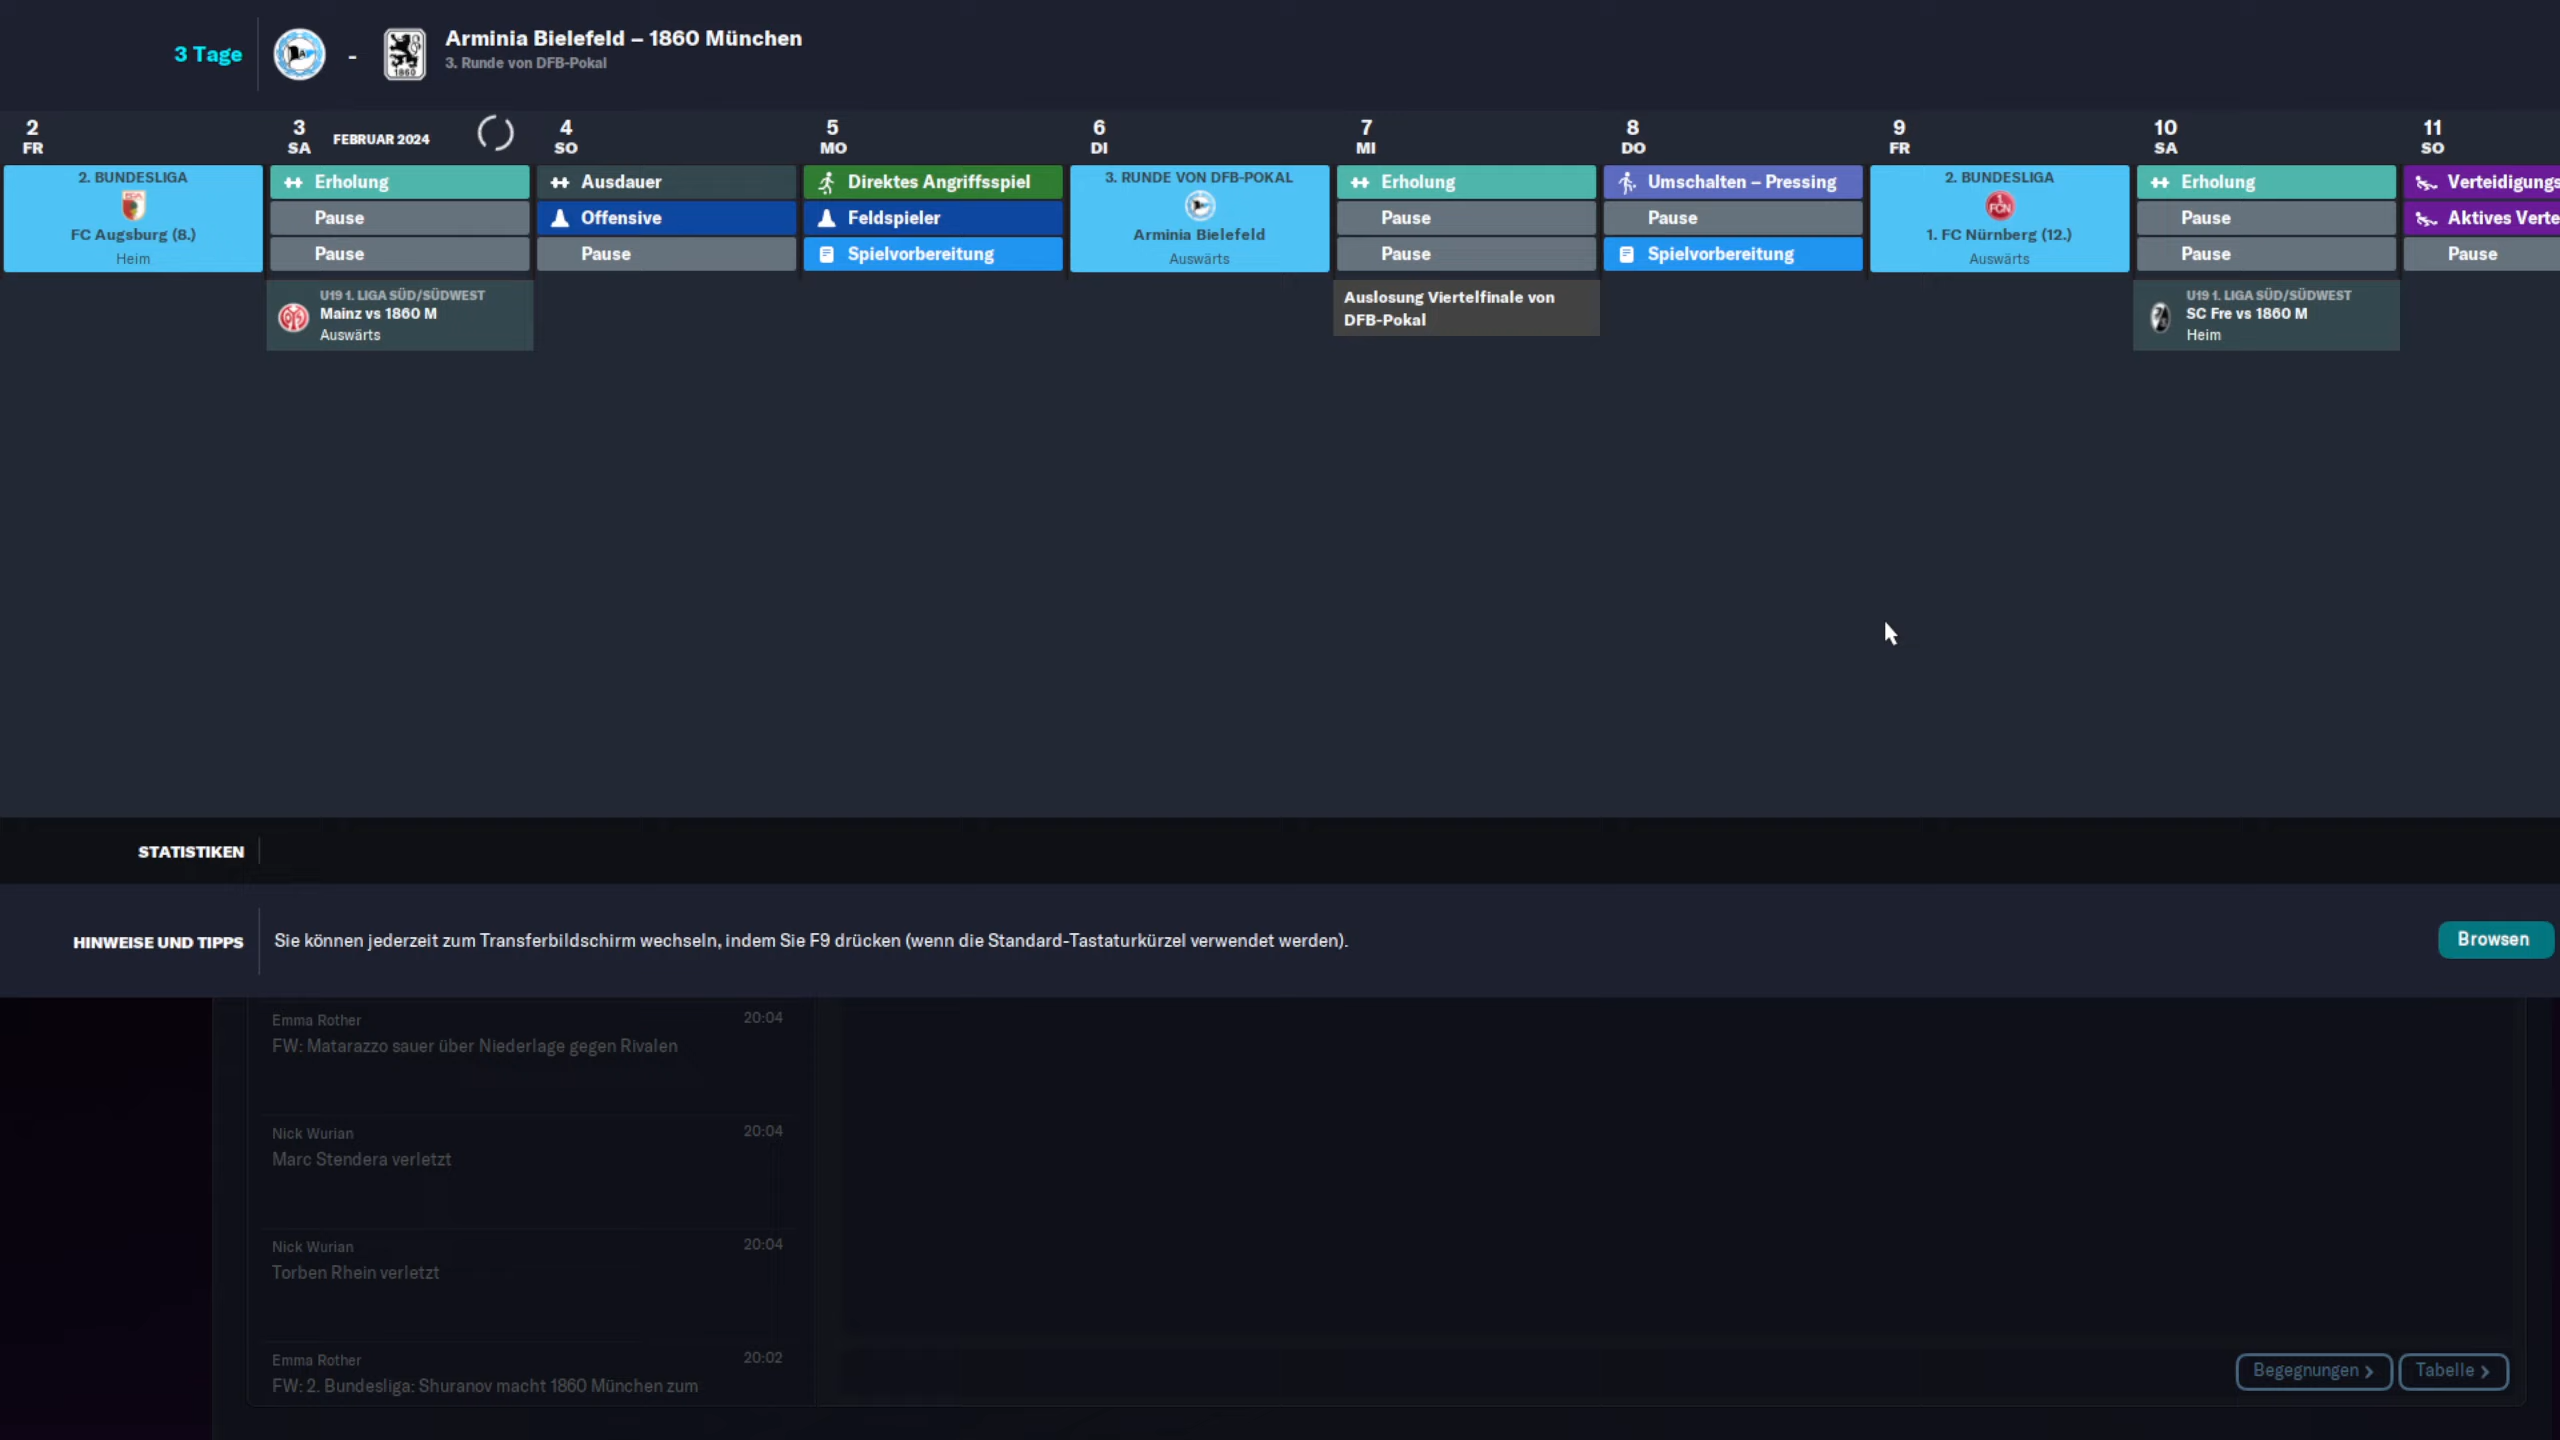 3 Tage
-
Arminia Bielefeld – 1860 München
3. Runde von DFB-Pokal
1860
2
FR
3
SA
FEBRUAR 2024
4
SO
5
MO
6
DI
7
MI
8
DO
9
FR
10
SA
11
SO
2. BUNDESLIGA
FC Augsburg (8.)
Heim
Erholung
Pause
Pause
U19 1. LIGA SÜD/SÜDWEST
Mainz vs 1860 M
Auswärts
Ausdauer
Offensive
Pause
Direktes Angriffsspiel
Feldspieler
Spielvorbereitung
3. RUNDE VON DFB-POKAL
Arminia Bielefeld
Auswärts
Erholung
Pause
Pause
Auslosung Viertelfinale von
DFB-Pokal
Umschalten – Pressing
Pause
Spielvorbereitung
2. BUNDESLIGA
1. FC Nürnberg (12.)
Auswärts
Erholung
Pause
Pause
U19 1. LIGA SÜD/SÜDWEST
SC Fre vs 1860 M
Heim
Verteidigungs
Aktives Verte
Pause
STATISTIKEN
HINWEISE UND TIPPS
Sie können jederzeit zum Transferbildschirm wechseln, indem Sie F9 drücken (wenn die Standard-Tastaturkürzel verwendet werden).
Browsen
Emma Rother
20:04
FW: Matarazzo sauer über Niederlage gegen Rivalen
Nick Wurian
20:04
Marc Stendera verletzt
Nick Wurian
20:04
Torben Rhein verletzt
Emma Rother
20:02
FW: 2. Bundesliga: Shuranov macht 1860 München zum
Begegnungen
Tabelle